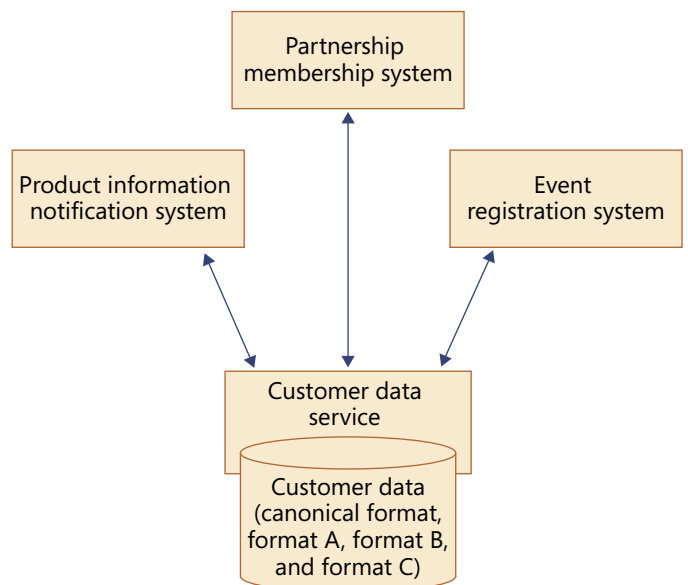 Partnership
membership system
Product information
notification system
Event
registration system
Customer data
service
Customer data
(canonical format,
format A, format B,
and format C)